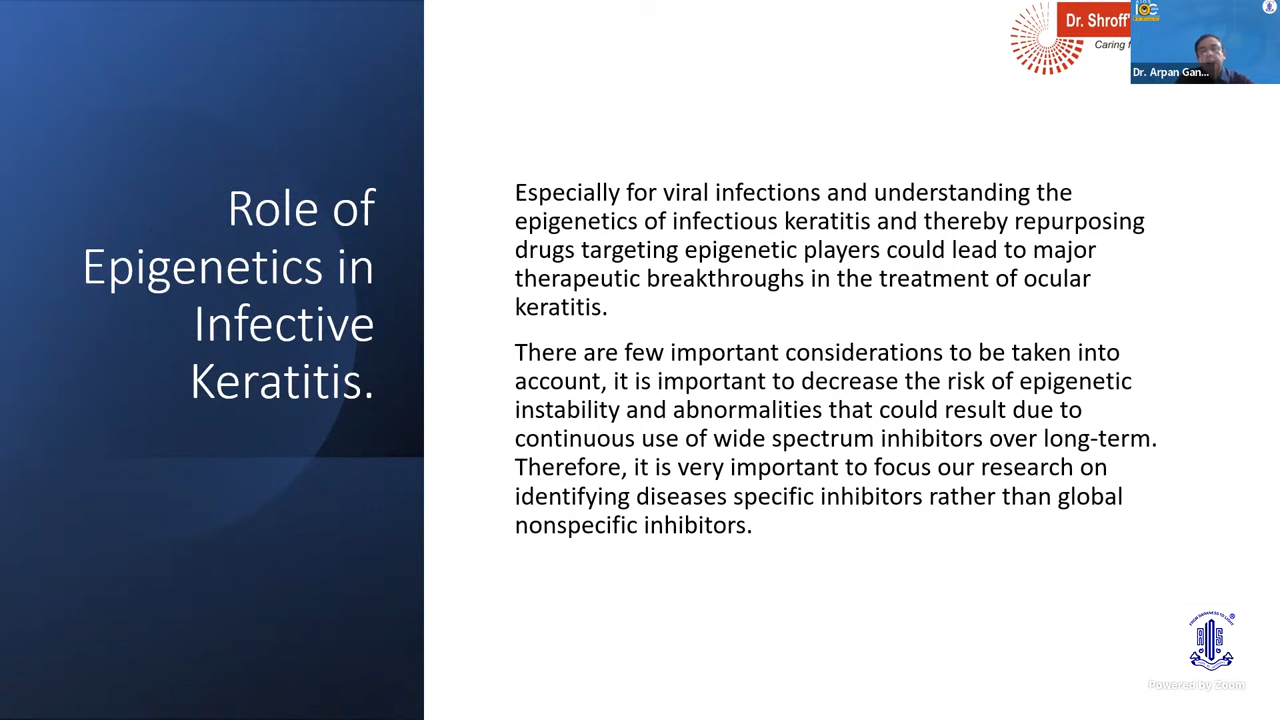 Dr. Shroff'
Caring f
Dr. Arpan Gan...
Role of
Epigenetics in
Infective
Keratitis.
Especially for viral infections and understanding the
epigenetics of infectious keratitis and thereby repurposing
drugs targeting epigenetic players could lead to major
therapeutic breakthroughs in the treatment of ocular
keratitis.
There are few important considerations to be taken into
account, it is important to decrease the risk of epigenetic
instability and abnormalities that could result due to
continuous use of wide spectrum inhibitors over long-term.
Therefore, it is very important to focus our research on
identifying diseases specific inhibitors rather than global
nonspecific inhibitors.
Powered by Zoom